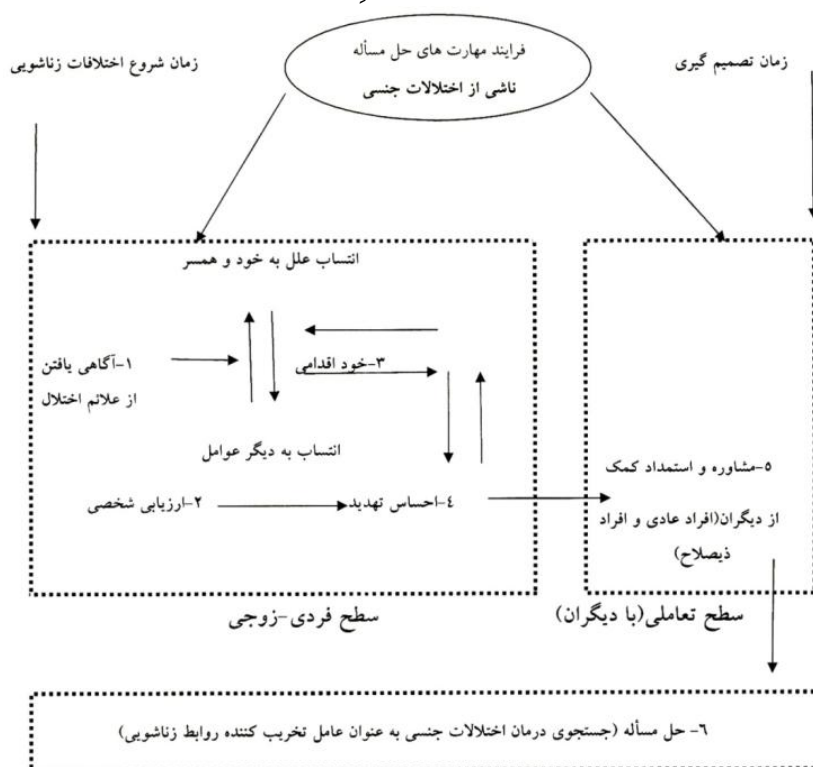 فرایند مهارت های حل مسأله
ناشی از اختلالات جنسی
زمان تصمیم گیری
زمان شروع اختلافات زناشویی
انتساب علل به خود و همسر
۱-آگاهی یافتن
از علائم اختلال
۳-خود اقدامی
انتساب به دیگر عوامل
۲-ارزیابی شخصی
۴-احساس تهدید
۵-مشاوره و استمداد کمک
از دیگران(افراد عادی و افراد
ذیصلاح)
سطح فردی-زوجی
سطح تعاملی(با دیگران)
۶- حل مسأله (جستجوی درمان اختلالات جنسی به عنوان عامل تخریب کننده روابط زناشویی)